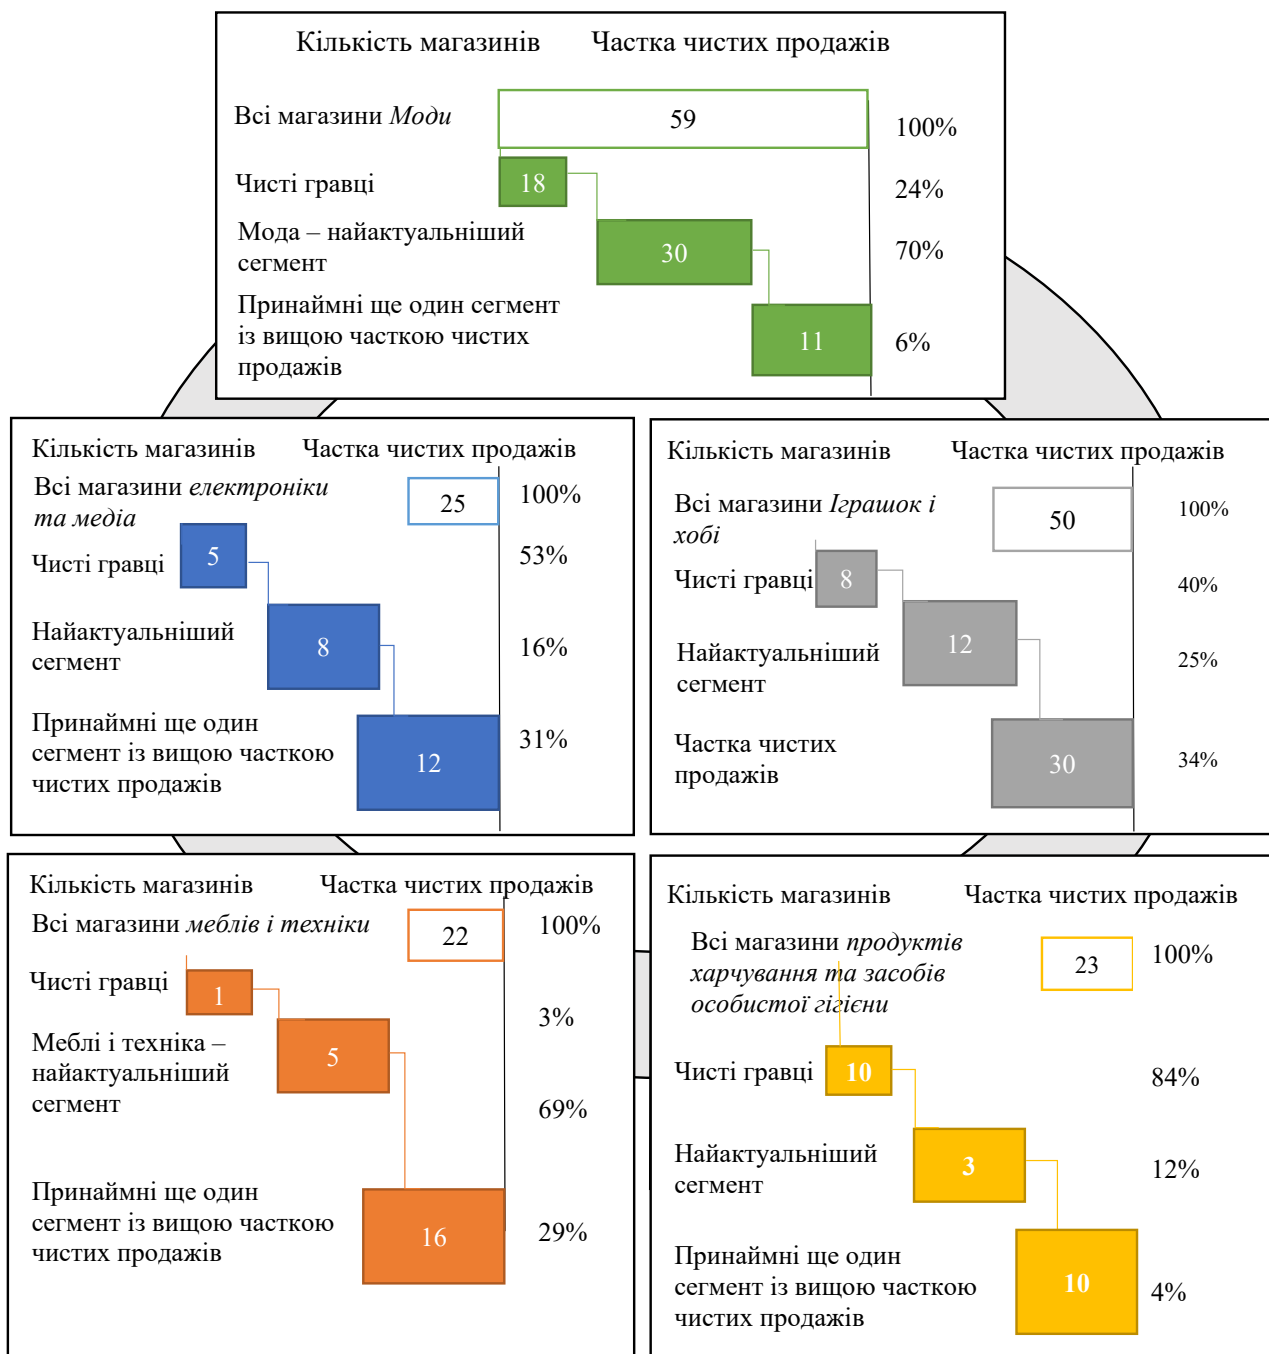 Кількість магазинів Частка чистих продажів
Всі магазини Моди 59 100%
Чисті гравці 18 24%
Мода – найактуальніший
сегмент 30 70%
Принаймні ще один сегмент
із вищою часткою чистих
продажів 11 6%
Кількість магазинів Частка чистих продажів
Всі магазини електроніки
та медіа 25 100%
Чисті гравці 5 53%
Найактуальніший
сегмент 8 16%
Принаймні ще один
сегмент із вищою часткою
чистих продажів 12 31%
Кількість магазинів Частка чистих продажів
Всі магазини Іграшок і
хобі 50 100%
Чисті гравці 8 40%
Найактуальніший
сегмент 12 25%
Частка чистих
продажів 30 34%
Кількість магазинів Частка чистих продажів
Всі магазини меблів і техніки 22 100%
Чисті гравці 1 3%
Меблі і техніка –
найактуальніший
сегмент 5 69%
Принаймні ще один
сегмент із вищою часткою
чистих продажів 16 29%
Кількість магазинів Частка чистих продажів
Всі магазини продуктів
харчування та засобів
особистої гігієни 23 100%
Чисті гравці 10 84%
Найактуальніший
сегмент 3 12%
Принаймні ще один
сегмент із вищою часткою
чистих продажів 10 4%